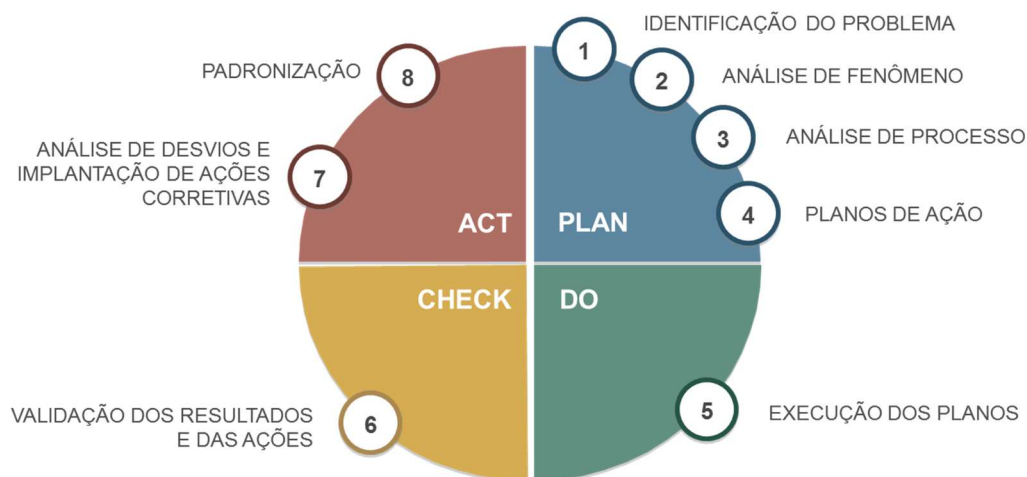 IDENTIFICAÇÃO DO PROBLEMA
1
2
ANÁLISE DE FENÔMENO
3
ANÁLISE DE PROCESSO
4
PLANOS DE AÇÃO
PLAN
DO
5
EXECUÇÃO DOS PLANOS
CHECK
6
VALIDAÇÃO DOS RESULTADOS
E DAS AÇÕES
ACT
7
ANÁLISE DE DESVIOS E
IMPLANTAÇÃO DE AÇÕES
CORRETIVAS
8
PADRONIZAÇÃO